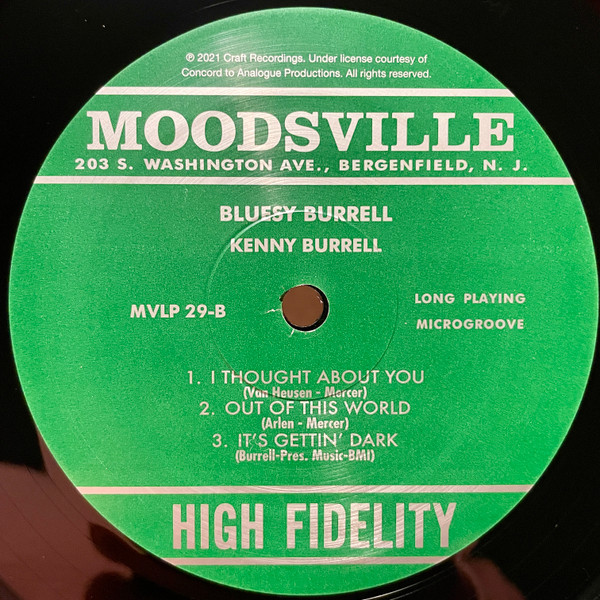 ℗ 2021 Craft Recordings. Under license courtesy of
Concord to Analogue Productions. All rights reserved.
MOODSVILLE
203 S. WASHINGTON AVE., BERGENFIELD, N. J.
BLUESY BURRELL
KENNY BURRELL
MVLP 29-B
LONG PLAYING
MICROGROOVE
1. I THOUGHT ABOUT YOU
(Van Heusen - Mercer)
2. OUT OF THIS WORLD
(Arlen - Mercer)
3. IT'S GETTIN' DARK
(Burrell-Pres. Music-BMI)
HIGH FIDELITY